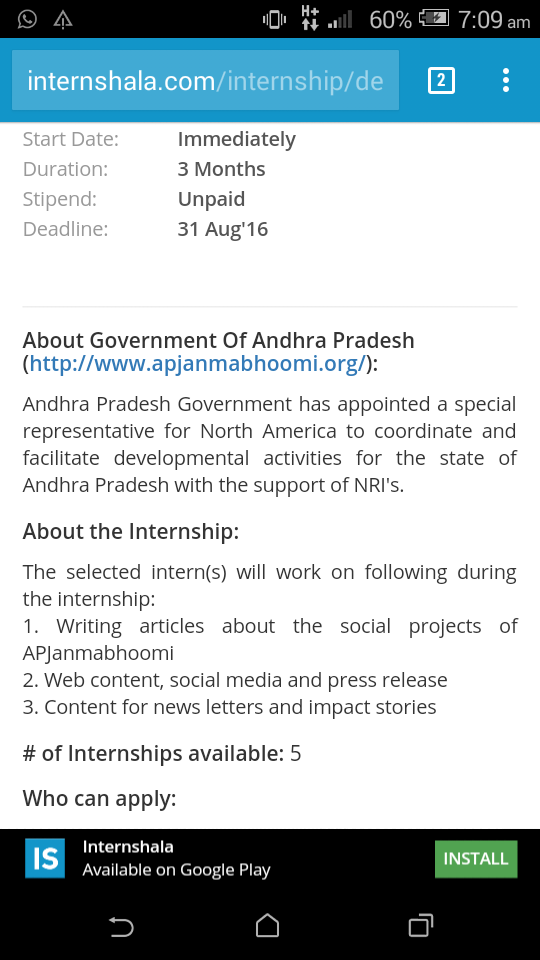 60% 7:09 am
internshala.com/internship/de
2
Start Date: Immediately
Duration: 3 Months
Stipend: Unpaid
Deadline: 31 Aug'16
About Government Of Andhra Pradesh
(http://www.apjanmabhoomi.org/):
Andhra Pradesh Government has appointed a special
representative for North America to coordinate and
facilitate developmental activities for the state of
Andhra Pradesh with the support of NRI's.
About the Internship:
The selected intern(s) will work on following during
the internship:
1. Writing articles about the social projects of
APJanmabhoomi
2. Web content, social media and press release
3. Content for news letters and impact stories
# of Internships available: 5
Who can apply:
IS Internshala
Available on Google Play
INSTALL